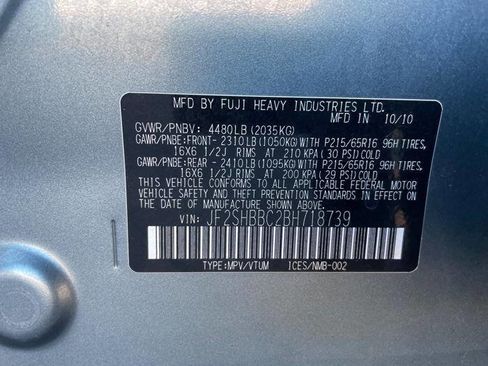 MFD BY FUJI HEAVY INDUSTRIES LTD.
MFD IN 10/10
GVWR/PNBV: 4480LB (2035KG)
GAWR/PNBE:FRONT- 2310LB (1050KG)WITH P215/65R16 96H TIRES,
16X6 1/2J RIMS AT 210 KPA (30 PSI)COLD
GAWR/PNBE:REAR - 2410LB (1095KG)WITH P215/65R16 96H TIRES,
16X6 1/2J RIMS AT 200 KPA (29 PSI)COLD
THIS VEHICLE CONFORMS TO ALL APPLICABLE FEDERAL MOTOR
VEHICLE SAFETY AND THEFT PREVENTION STANDARDS IN EFFECT
ON THE DATE OF MANUFACTURE SHOWN ABOVE.
VIN: JF2SHBBC2BH718739
TYPE:MPV/VTUM ICES/NMB-002